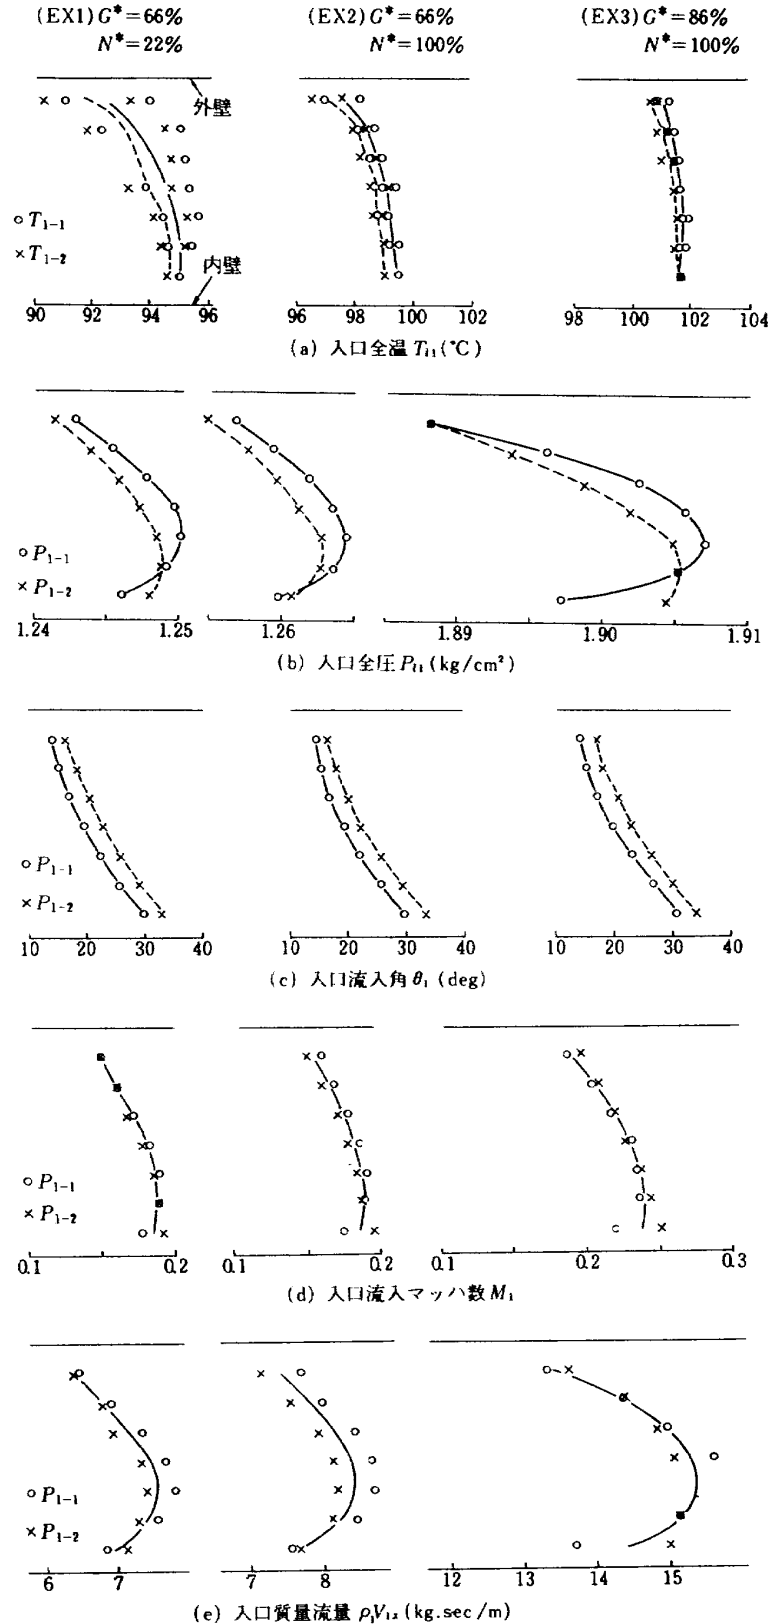 (EX1) G*=66% (EX2) G*=66% (EX3) G*=86%
N*=22% N*=100% N*=100%
外壁
○ T₁₋₁
× T₁₋₂
内壁
90 92 94 96 96 98 100 102 98 100 102 104
(a) 入口全温 Tₜ₁(℃)
○ P₁₋₁
× P₁₋₂
1.24 1.25 1.26 1.89 1.90 1.91
(b) 入口全圧 Pₜ₁(kg/cm²)
○ P₁₋₁
× P₁₋₂
10 20 30 40 10 20 30 40 10 20 30 40
(c) 入口流入角 θ₁ (deg)
○ P₁₋₁
× P₁₋₂
0.1 0.2 0.1 0.2 0.1 0.2 0.3
(d) 入口流入マッハ数 M₁
○ P₁₋₁
× P₁₋₂
6 7 7 8 12 13 14 15
(e) 入口質量流量 ρ₁V₁ₓ (kg.sec/m)